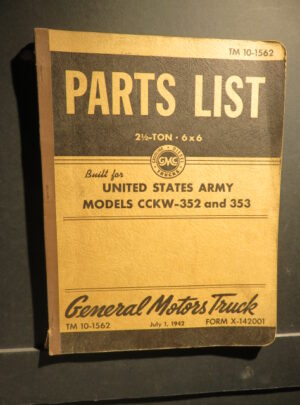 TM 10-1562
PARTS LIST
2½-TON • 6x6
GMC
TRUCKS
Built for
UNITED STATES ARMY
MODELS CCKW-352 and 353
General Motors Truck
TM 10-1562 July 1, 1942 FORM X-142001